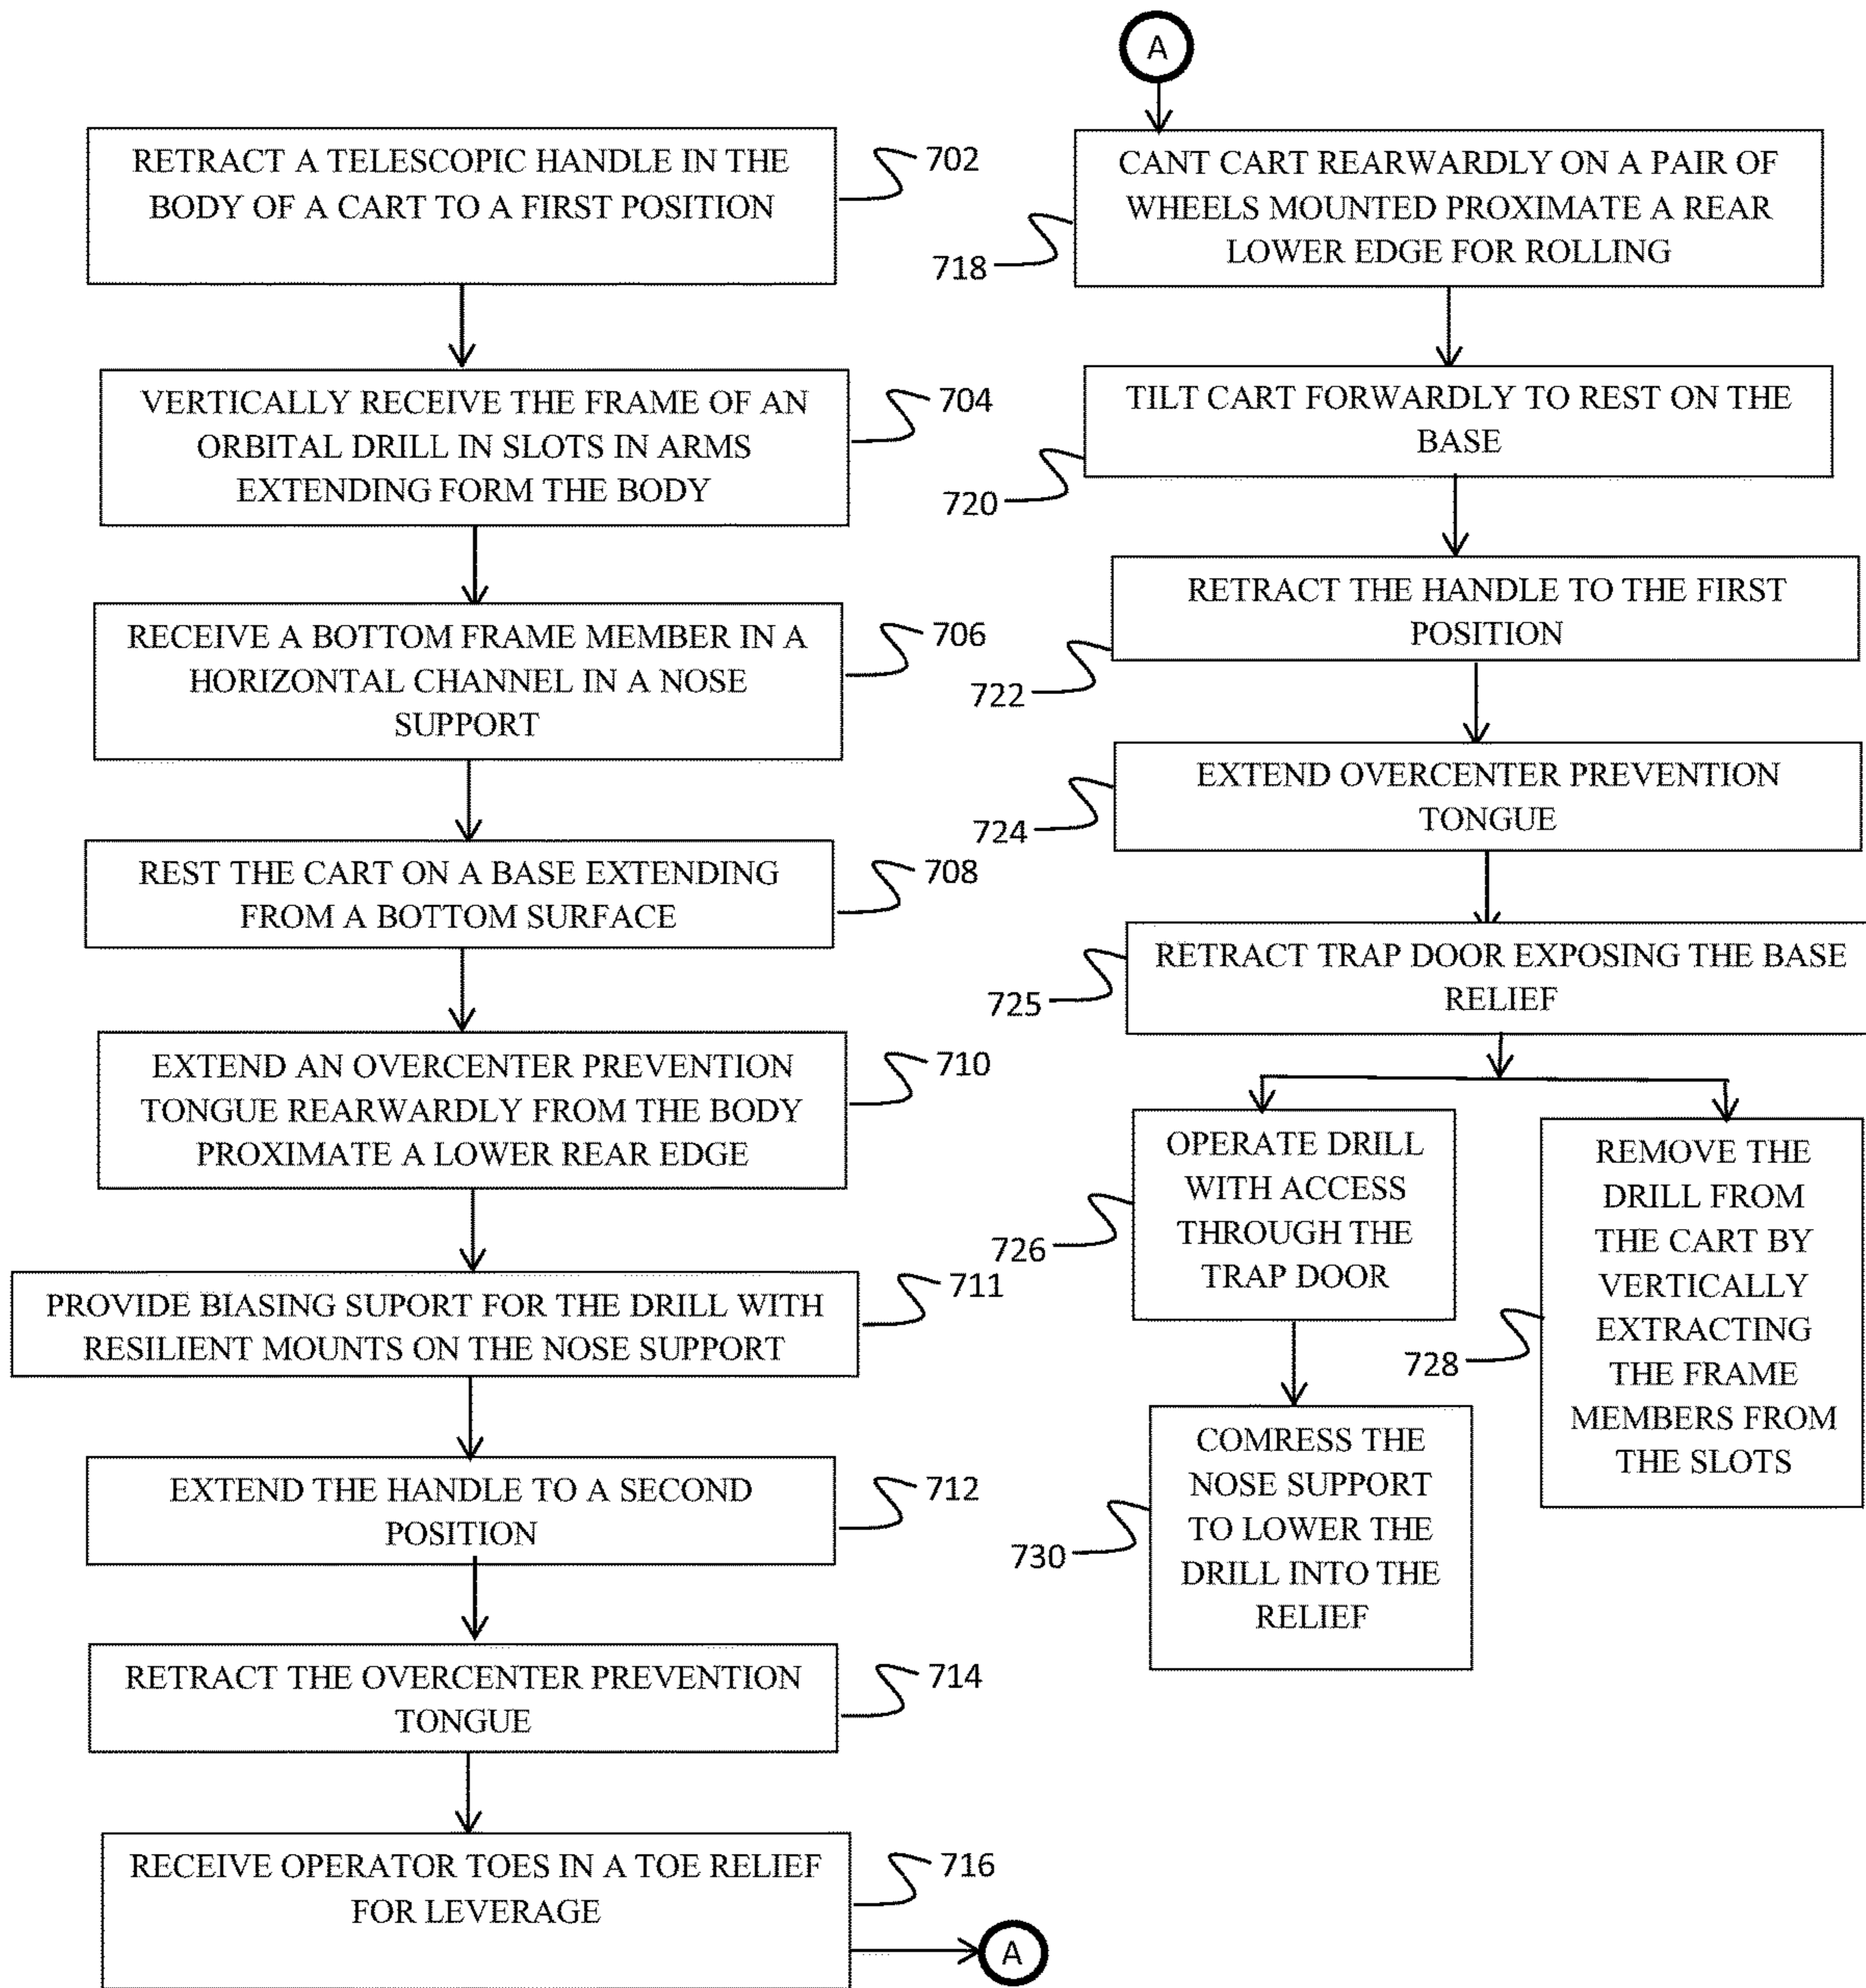 RETRACT A TELESCOPIC HANDLE IN THE
BODY OF A CART TO A FIRST POSITION
702
VERTICALLY RECEIVE THE FRAME OF AN
ORBITAL DRILL IN SLOTS IN ARMS
EXTENDING FORM THE BODY
704
RECEIVE A BOTTOM FRAME MEMBER IN A
HORIZONTAL CHANNEL IN A NOSE
SUPPORT
706
REST THE CART ON A BASE EXTENDING
FROM A BOTTOM SURFACE
708
EXTEND AN OVERCENTER PREVENTION
TONGUE REARWARDLY FROM THE BODY
PROXIMATE A LOWER REAR EDGE
710
PROVIDE BIASING SUPORT FOR THE DRILL WITH
RESILIENT MOUNTS ON THE NOSE SUPPORT
711
EXTEND THE HANDLE TO A SECOND
POSITION
712
RETRACT THE OVERCENTER PREVENTION
TONGUE
714
RECEIVE OPERATOR TOES IN A TOE RELIEF
FOR LEVERAGE
716
A
A
CANT CART REARWARDLY ON A PAIR OF
WHEELS MOUNTED PROXIMATE A REAR
LOWER EDGE FOR ROLLING
718
TILT CART FORWARDLY TO REST ON THE
BASE
720
RETRACT THE HANDLE TO THE FIRST
POSITION
722
EXTEND OVERCENTER PREVENTION
TONGUE
724
RETRACT TRAP DOOR EXPOSING THE BASE
RELIEF
725
OPERATE DRILL
WITH ACCESS
THROUGH THE
TRAP DOOR
726
REMOVE THE
DRILL FROM
THE CART BY
VERTICALLY
EXTRACTING
THE FRAME
MEMBERS FROM
THE SLOTS
728
COMRESS THE
NOSE SUPPORT
TO LOWER THE
DRILL INTO THE
RELIEF
730